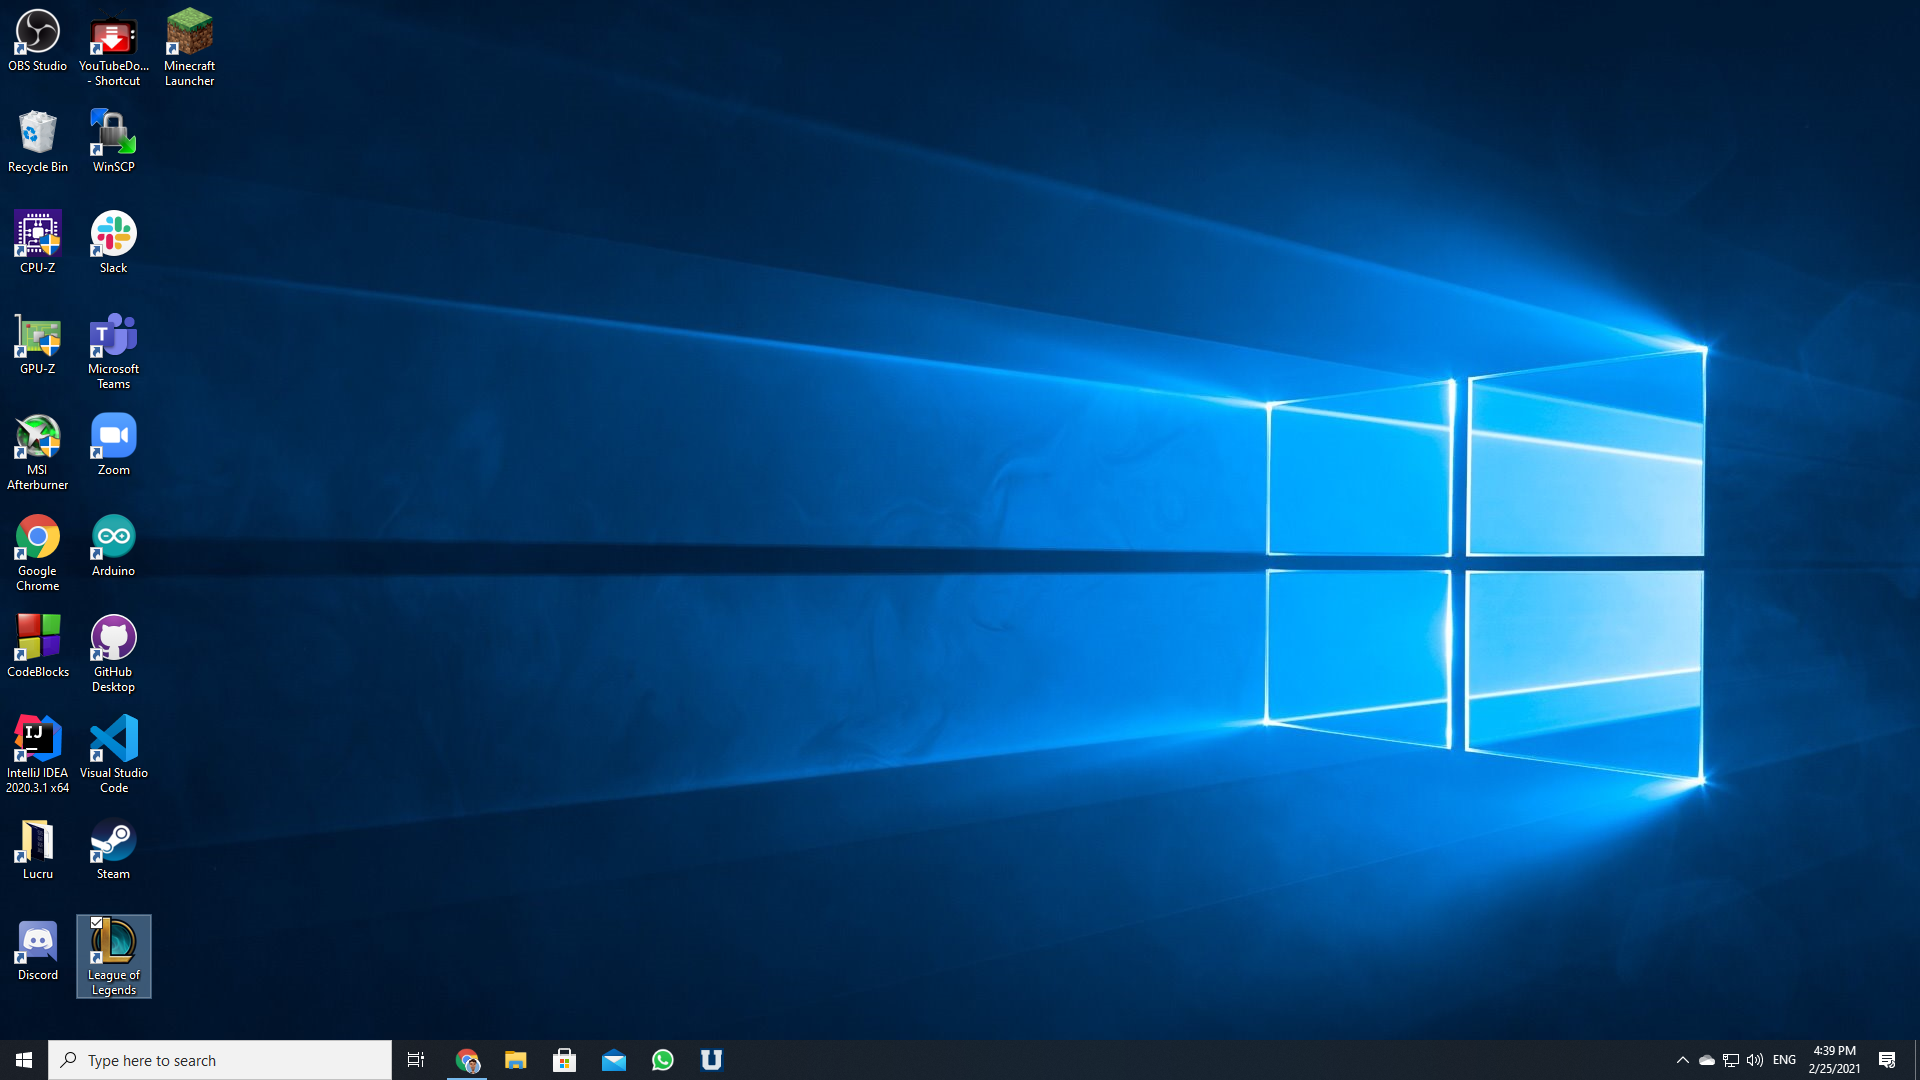 OBS Studio
YouTubeDo...
- Shortcut
Minecraft
Launcher
Recycle Bin
WinSCP
CPU-Z
Slack
GPU-Z
T
Microsoft
Teams
MSI
Afterburner
Zoom
Google
Chrome
Arduino
CodeBlocks
GitHub
Desktop
IJ
IntelliJ IDEA
2020.3.1 x64
Visual Studio
Code
Lucru
Steam
Discord
L
League of
Legends
Type here to search
U
ENG
4:39 PM
2/25/2021